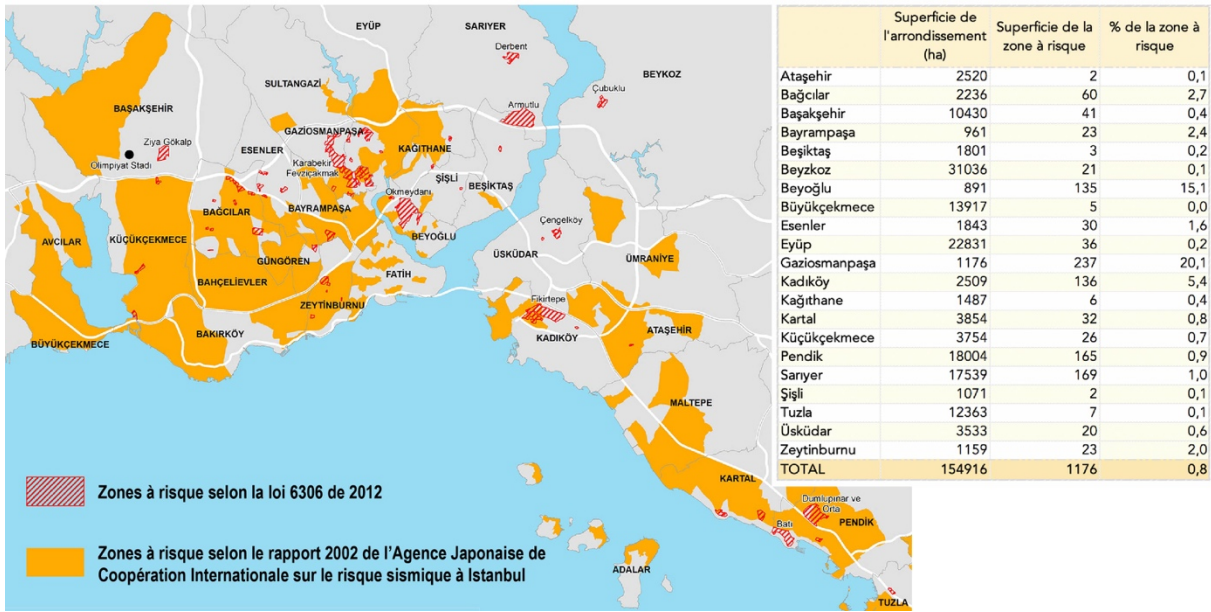 EYÜP
SARIYER
Derbent
BEYKOZ
SULTANGAZİ
Çubuklu
BAŞAKŞEHİR
Armutlu
GAZİOSMANPAŞA
Ziya Gökalp
ESENLER
KAĞITHANE
Olimpiyat Stadı
Karabekir
Fevziçakmak
ŞİŞLİ
Okmeydanı
BEŞİKTAŞ
BAĞCILAR
BAYRAMPAŞA
Çengelköy
AVCILAR
KÜÇÜKÇEKMECE
BEYOĞLU
ÜSKÜDAR
ÜMRANİYE
GÜNGÖREN
FATİH
BAHÇELİEVLER
ZEYTİNBURNU
Fikirtepe
BAKIRKÖY
KADIKÖY
ATAŞEHİR
BÜYÜKÇEKMECE
MALTEPE
KARTAL
Dumlupınar ve
Orta
PENDİK
Batı
ADALAR
TUZLA
Zones à risque selon la loi 6306 de 2012
Zones à risque selon le rapport 2002 de l'Agence Japonaise de
Coopération Internationale sur le risque sismique à Istanbul
Superficie de
l'arrondissement
(ha)
Superficie de la
zone à risque
% de la zone à
risque
Ataşehir 2520 2 0,1
Bağcılar 2236 60 2,7
Başakşehir 10430 41 0,4
Bayrampaşa 961 23 2,4
Beşiktaş 1801 3 0,2
Beyzkoz 31036 21 0,1
Beyoğlu 891 135 15,1
Büyükçekmece 13917 5 0,0
Esenler 1843 30 1,6
Eyüp 22831 36 0,2
Gaziosmanpaşa 1176 237 20,1
Kadıköy 2509 136 5,4
Kağıthane 1487 6 0,4
Kartal 3854 32 0,8
Küçükçekmece 3754 26 0,7
Pendik 18004 165 0,9
Sarıyer 17539 169 1,0
Şişli 1071 2 0,1
Tuzla 12363 7 0,1
Üsküdar 3533 20 0,6
Zeytinburnu 1159 23 2,0
TOTAL 154916 1176 0,8